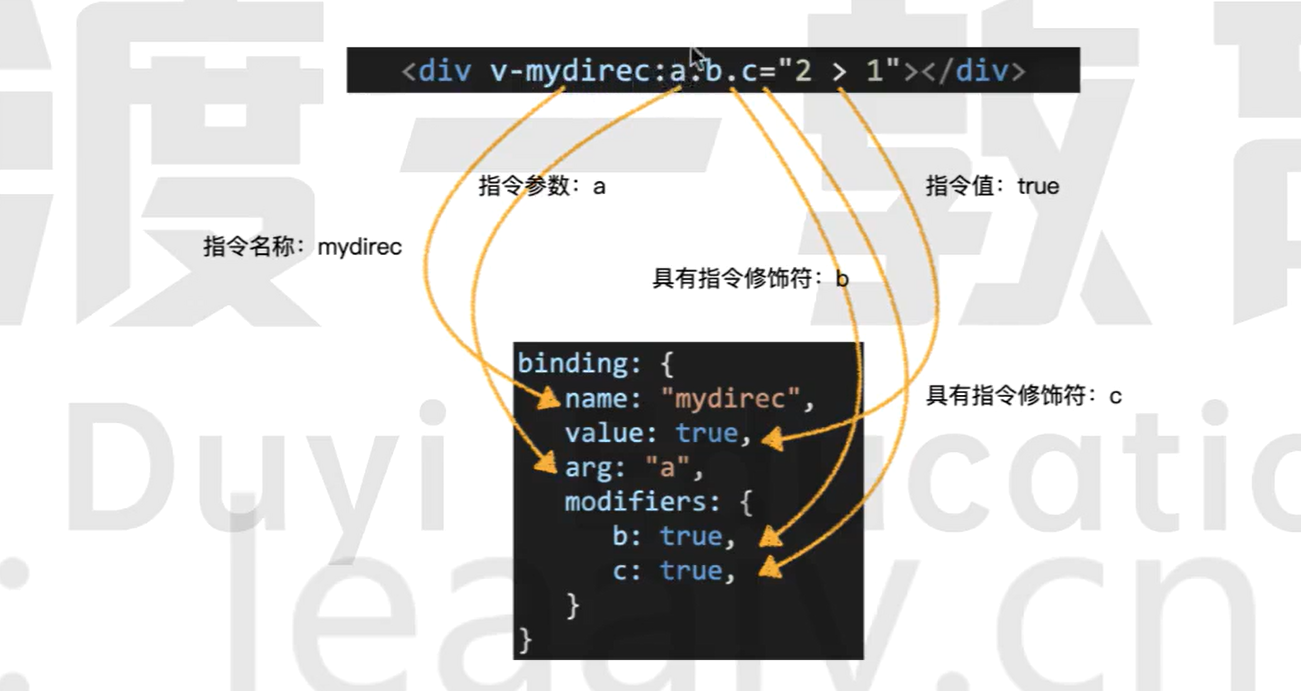 <div v-mydirec:a.b.c="2 > 1"></div>
指令参数：a
指令值：true
指令名称：mydirec
具有指令修饰符：b
binding: {
name: "mydirec",
具有指令修饰符：c
value: true,
arg: "a",
modifiers: {
b: true,
c: true,
}
}
渡一教育
Duyi Education